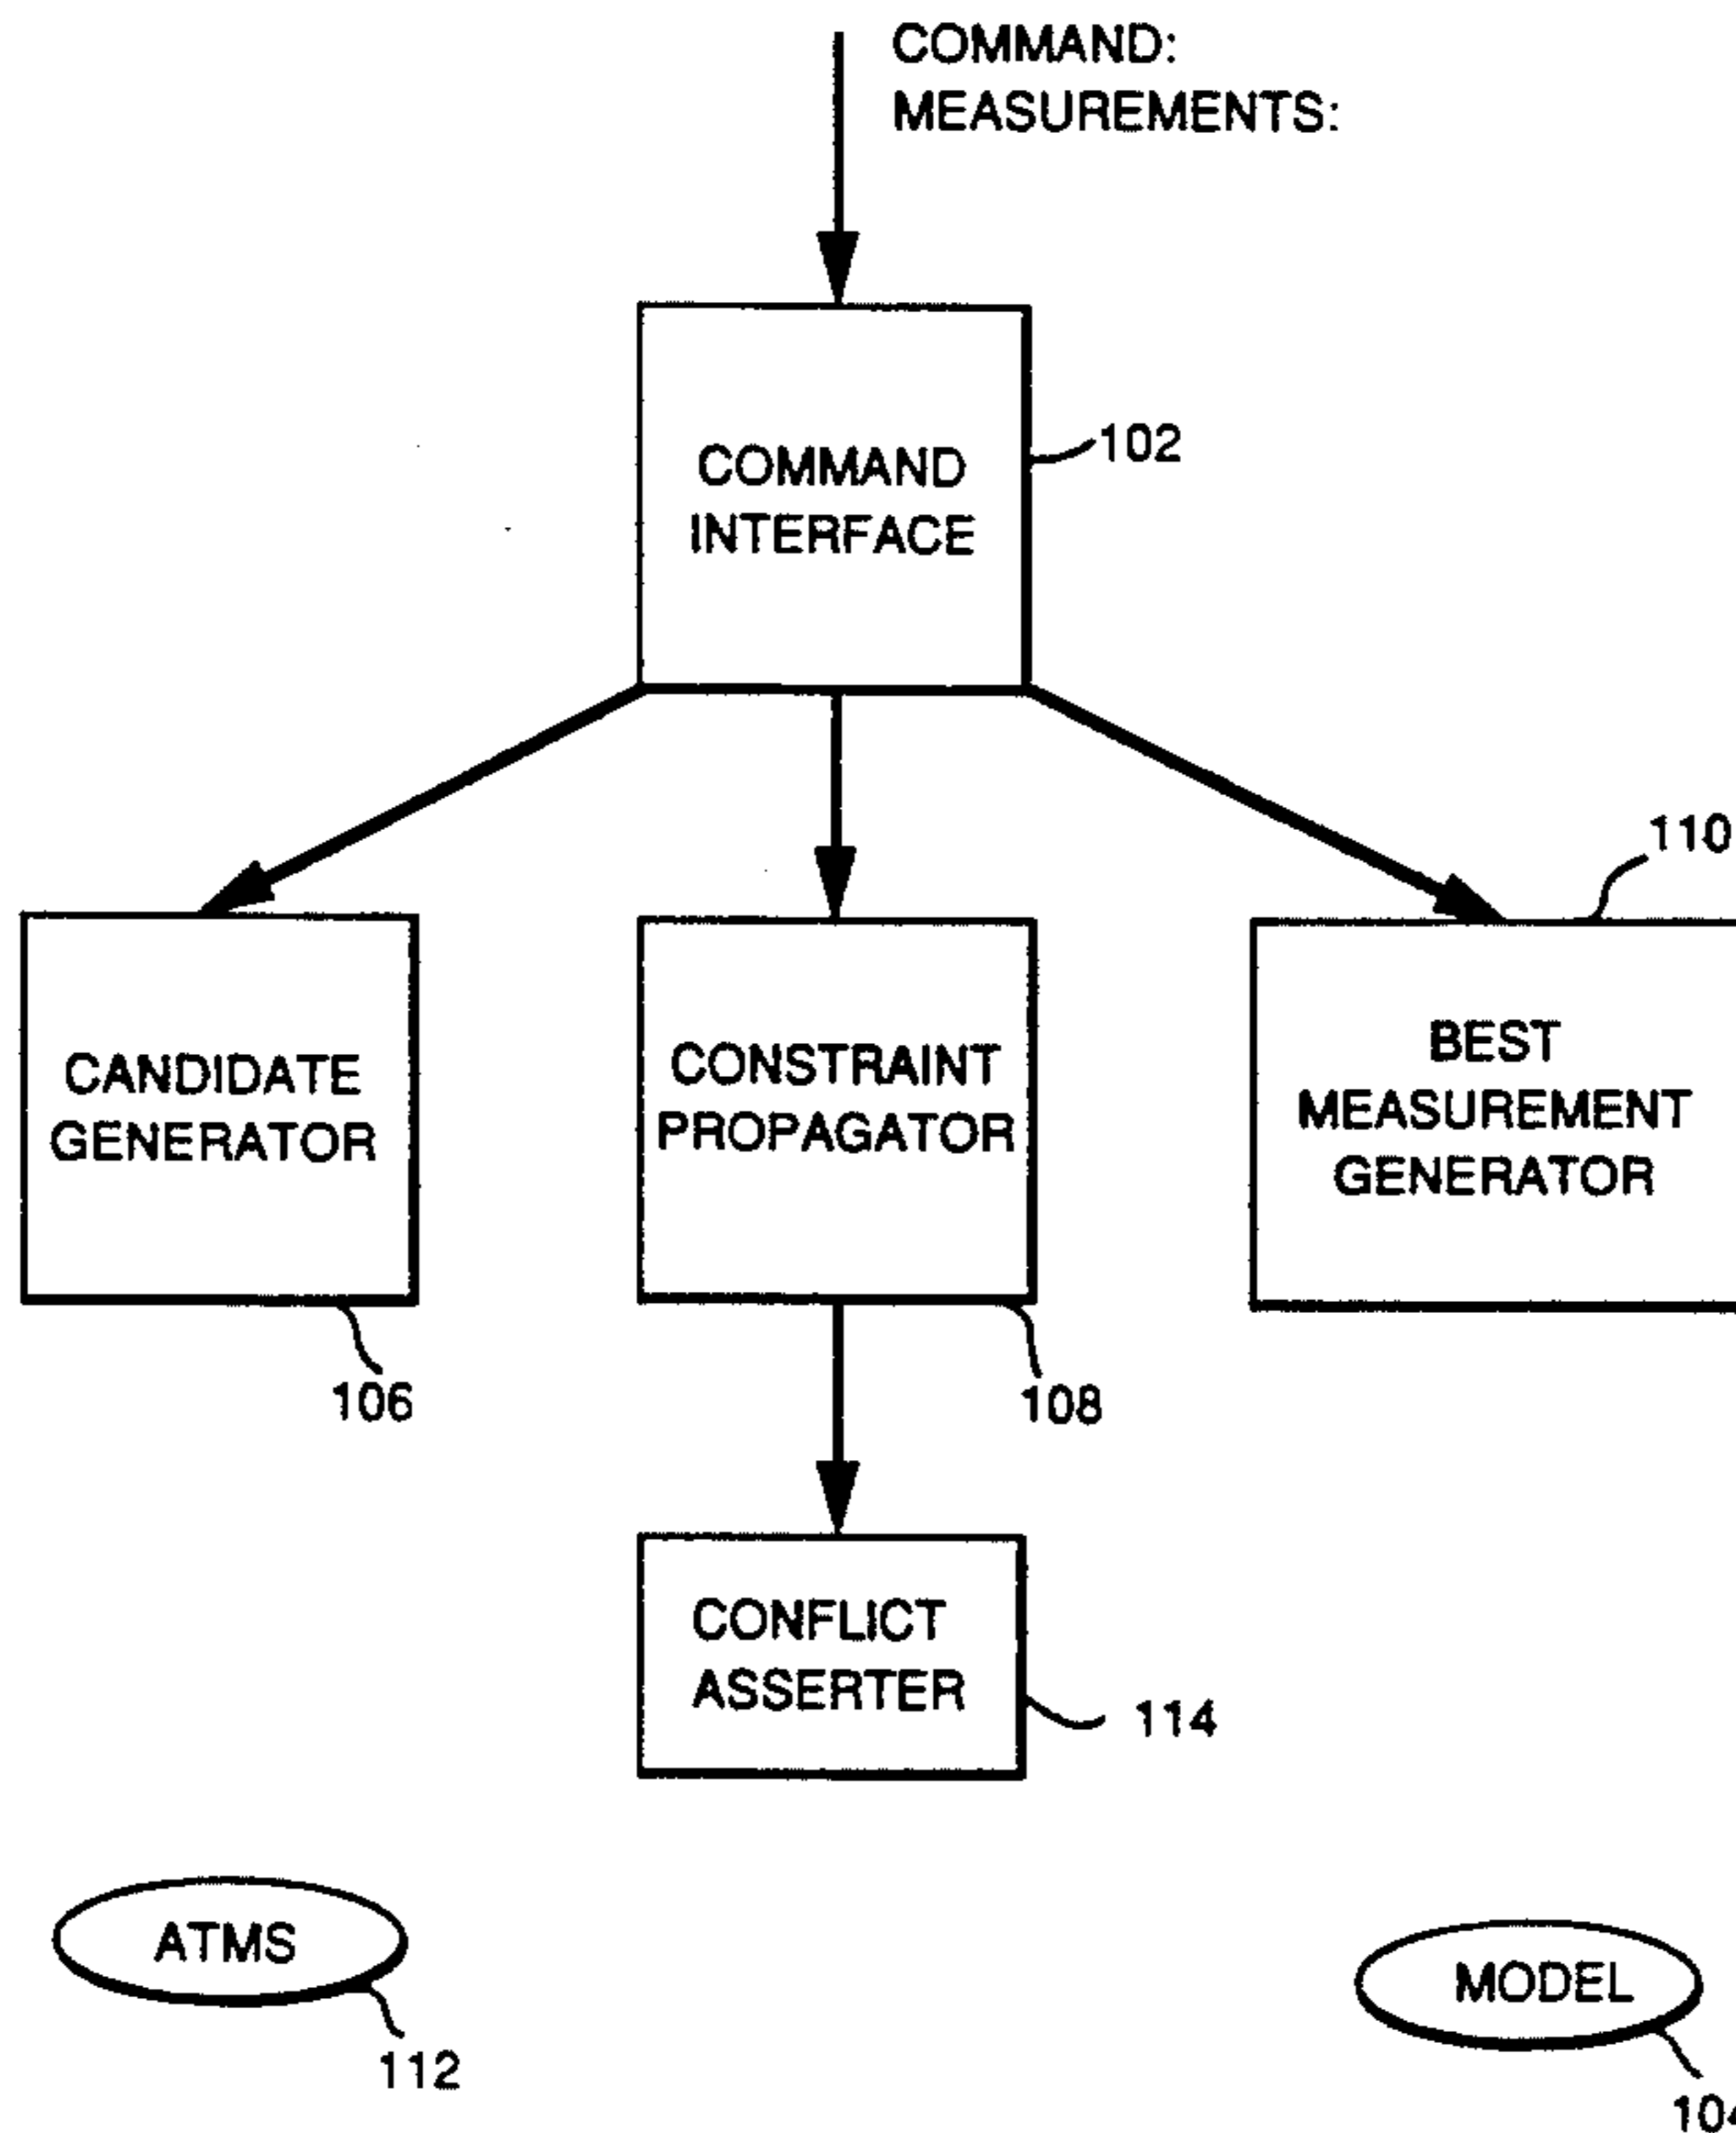 COMMAND:
MEASUREMENTS:
COMMAND
INTERFACE
102
110
CANDIDATE
GENERATOR
CONSTRAINT
PROPAGATOR
BEST
MEASUREMENT
GENERATOR
106
108
CONFLICT
ASSERTER
114
ATMS
MODEL
112
104